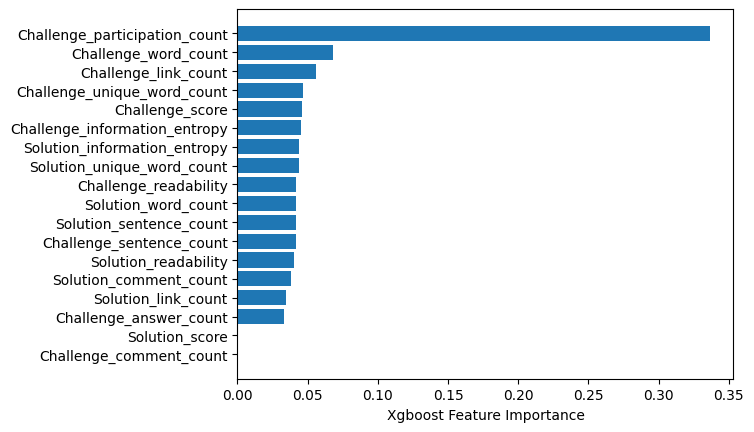 Challenge_participation_count
Challenge_word_count
Challenge_link_count
Challenge_unique_word_count
Challenge_score
Challenge_information_entropy
Solution_information_entropy
Solution_unique_word_count
Challenge_readability
Solution_word_count
Solution_sentence_count
Challenge_sentence_count
Solution_readability
Solution_comment_count
Solution_link_count
Challenge_answer_count
Solution_score
Challenge_comment_count
0.00 0.05 0.10 0.15 0.20 0.25 0.30 0.35
Xgboost Feature Importance